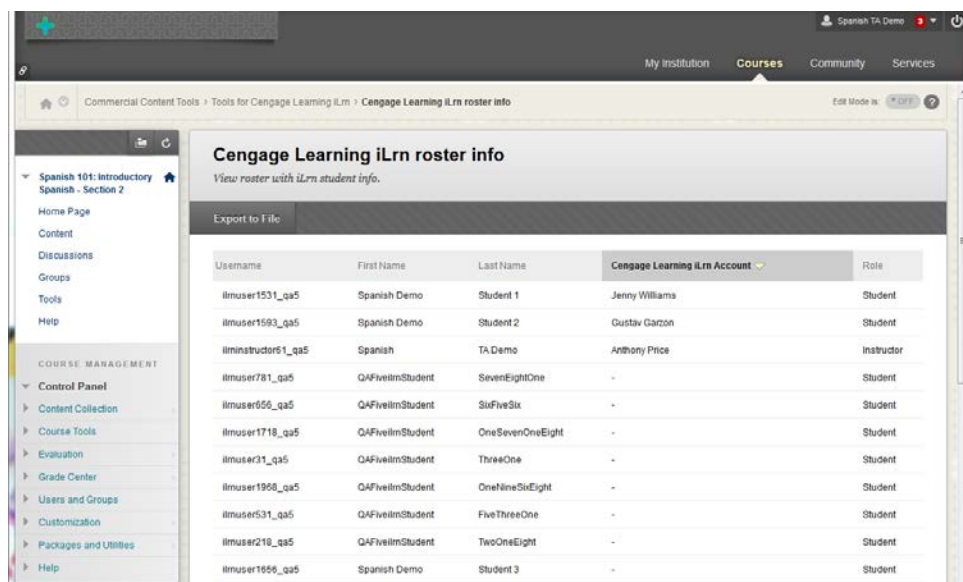 Spanish TA Demo 3
My Institution Courses Community Services
Commercial Content Tools > Tools for Cengage Learning iLrn > Cengage Learning iLrn roster info Edit Mode is: OFF ?
Spanish 101: Introductory
Spanish - Section 2
Home Page
Content
Discussions
Groups
Tools
Help
COURSE MANAGEMENT
Control Panel
Content Collection
Course Tools
Evaluation
Grade Center
Users and Groups
Customization
Packages and Utilities
Help
Cengage Learning iLrn roster info
View roster with iLrn student info.
Export to File
Username First Name Last Name Cengage Learning iLrn Account Role
ilrnuser1531_qa5 Spanish Demo Student 1 Jenny Williams Student
ilrnuser1593_qa5 Spanish Demo Student 2 Gustav Garzon Student
ilrninstructor61_qa5 Spanish TA Demo Anthony Price Instructor
ilrnuser781_qa5 QAFiveilrnStudent SevenEightOne - Student
ilrnuser656_qa5 QAFiveilrnStudent SixFiveSix - Student
ilrnuser1718_qa5 QAFiveilrnStudent OneSevenOneEight - Student
ilrnuser31_qa5 QAFiveilrnStudent ThreeOne - Student
ilrnuser1968_qa5 QAFiveilrnStudent OneNineSixEight - Student
ilrnuser531_qa5 QAFiveilrnStudent FiveThreeOne - Student
ilrnuser218_qa5 QAFiveilrnStudent TwoOneEight - Student
ilrnuser1656_qa5 Spanish Demo Student 3 - Student